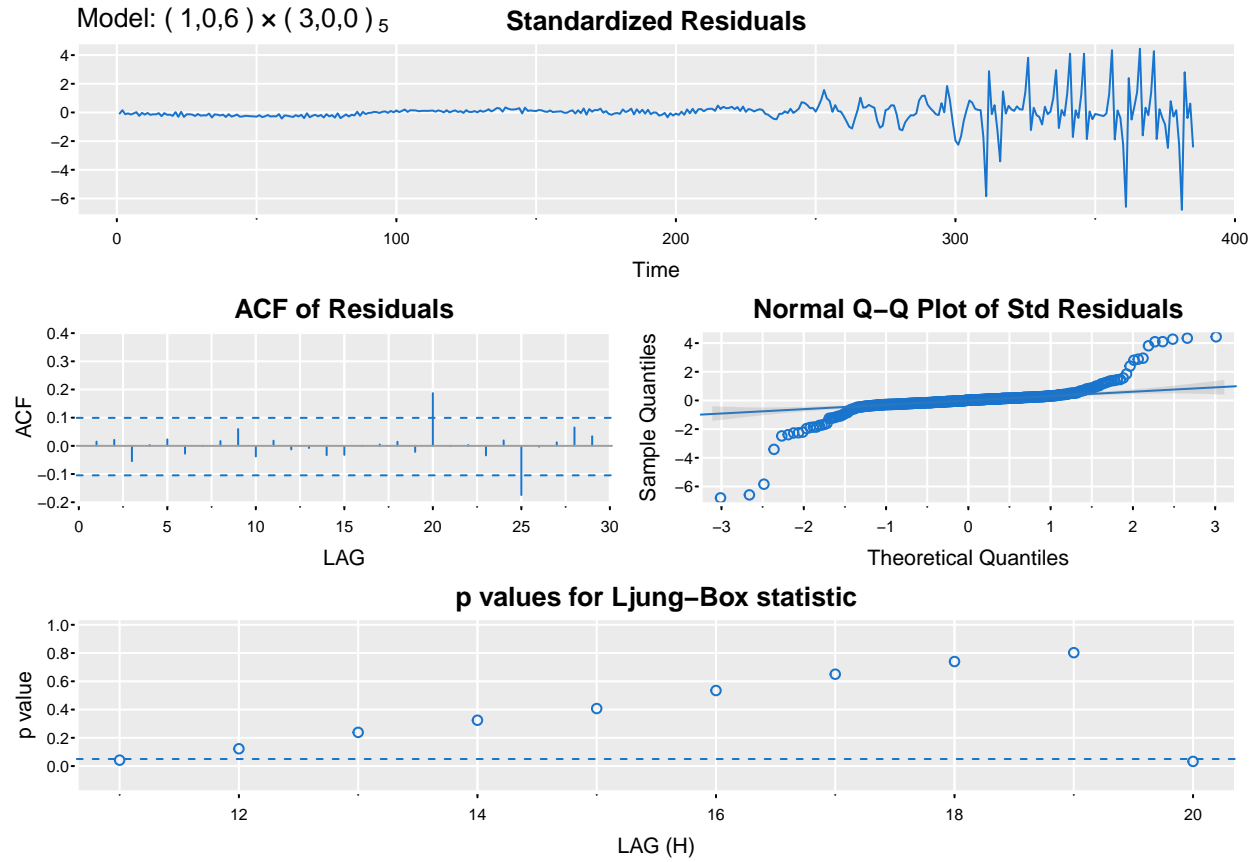 Model: ( 1,0,6 ) × ( 3,0,0 ) 5
Standardized Residuals
4
2
0
−2
−4
−6
0 100 200 300 400
Time
ACF of Residuals
0.4
0.3
0.2
0.1
0.0
−0.1
−0.2
ACF
0 5 10 15 20 25 30
LAG
Normal Q−Q Plot of Std Residuals
4
2
0
−2
−4
−6
Sample Quantiles
−3 −2 −1 0 1 2 3
Theoretical Quantiles
p values for Ljung−Box statistic
1.0
0.8
0.6
0.4
0.2
0.0
p value
12 14 16 18 20
LAG (H)